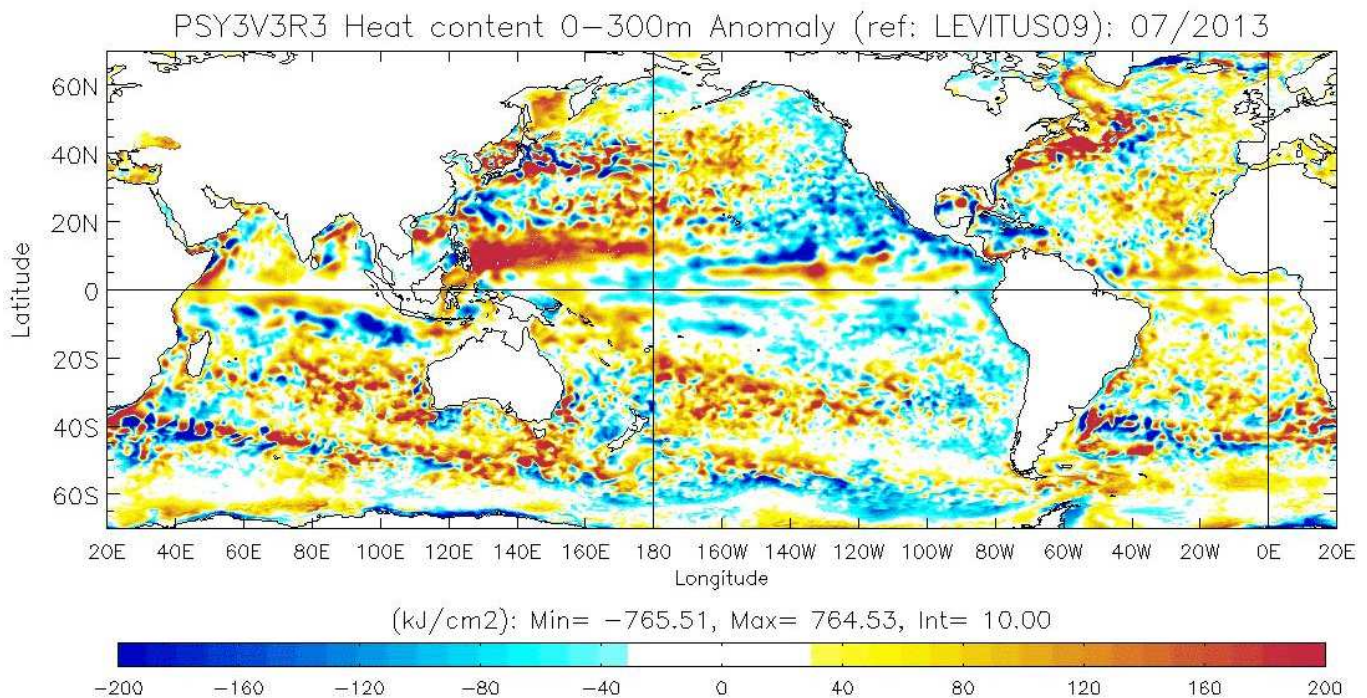 PSY3V3R3 Heat content 0-300m Anomaly (ref: LEVITUS09): 07/2013
Latitude
60N
40N
20N
0
20S
40S
60S
20E 40E 60E 80E 100E 120E 140E 160E 180 160W 140W 120W 100W 80W 60W 40W 20W 0E 20E
Longitude
(kJ/cm2): Min= -765.51, Max= 764.53, Int= 10.00
-200 -160 -120 -80 -40 0 40 80 120 160 200